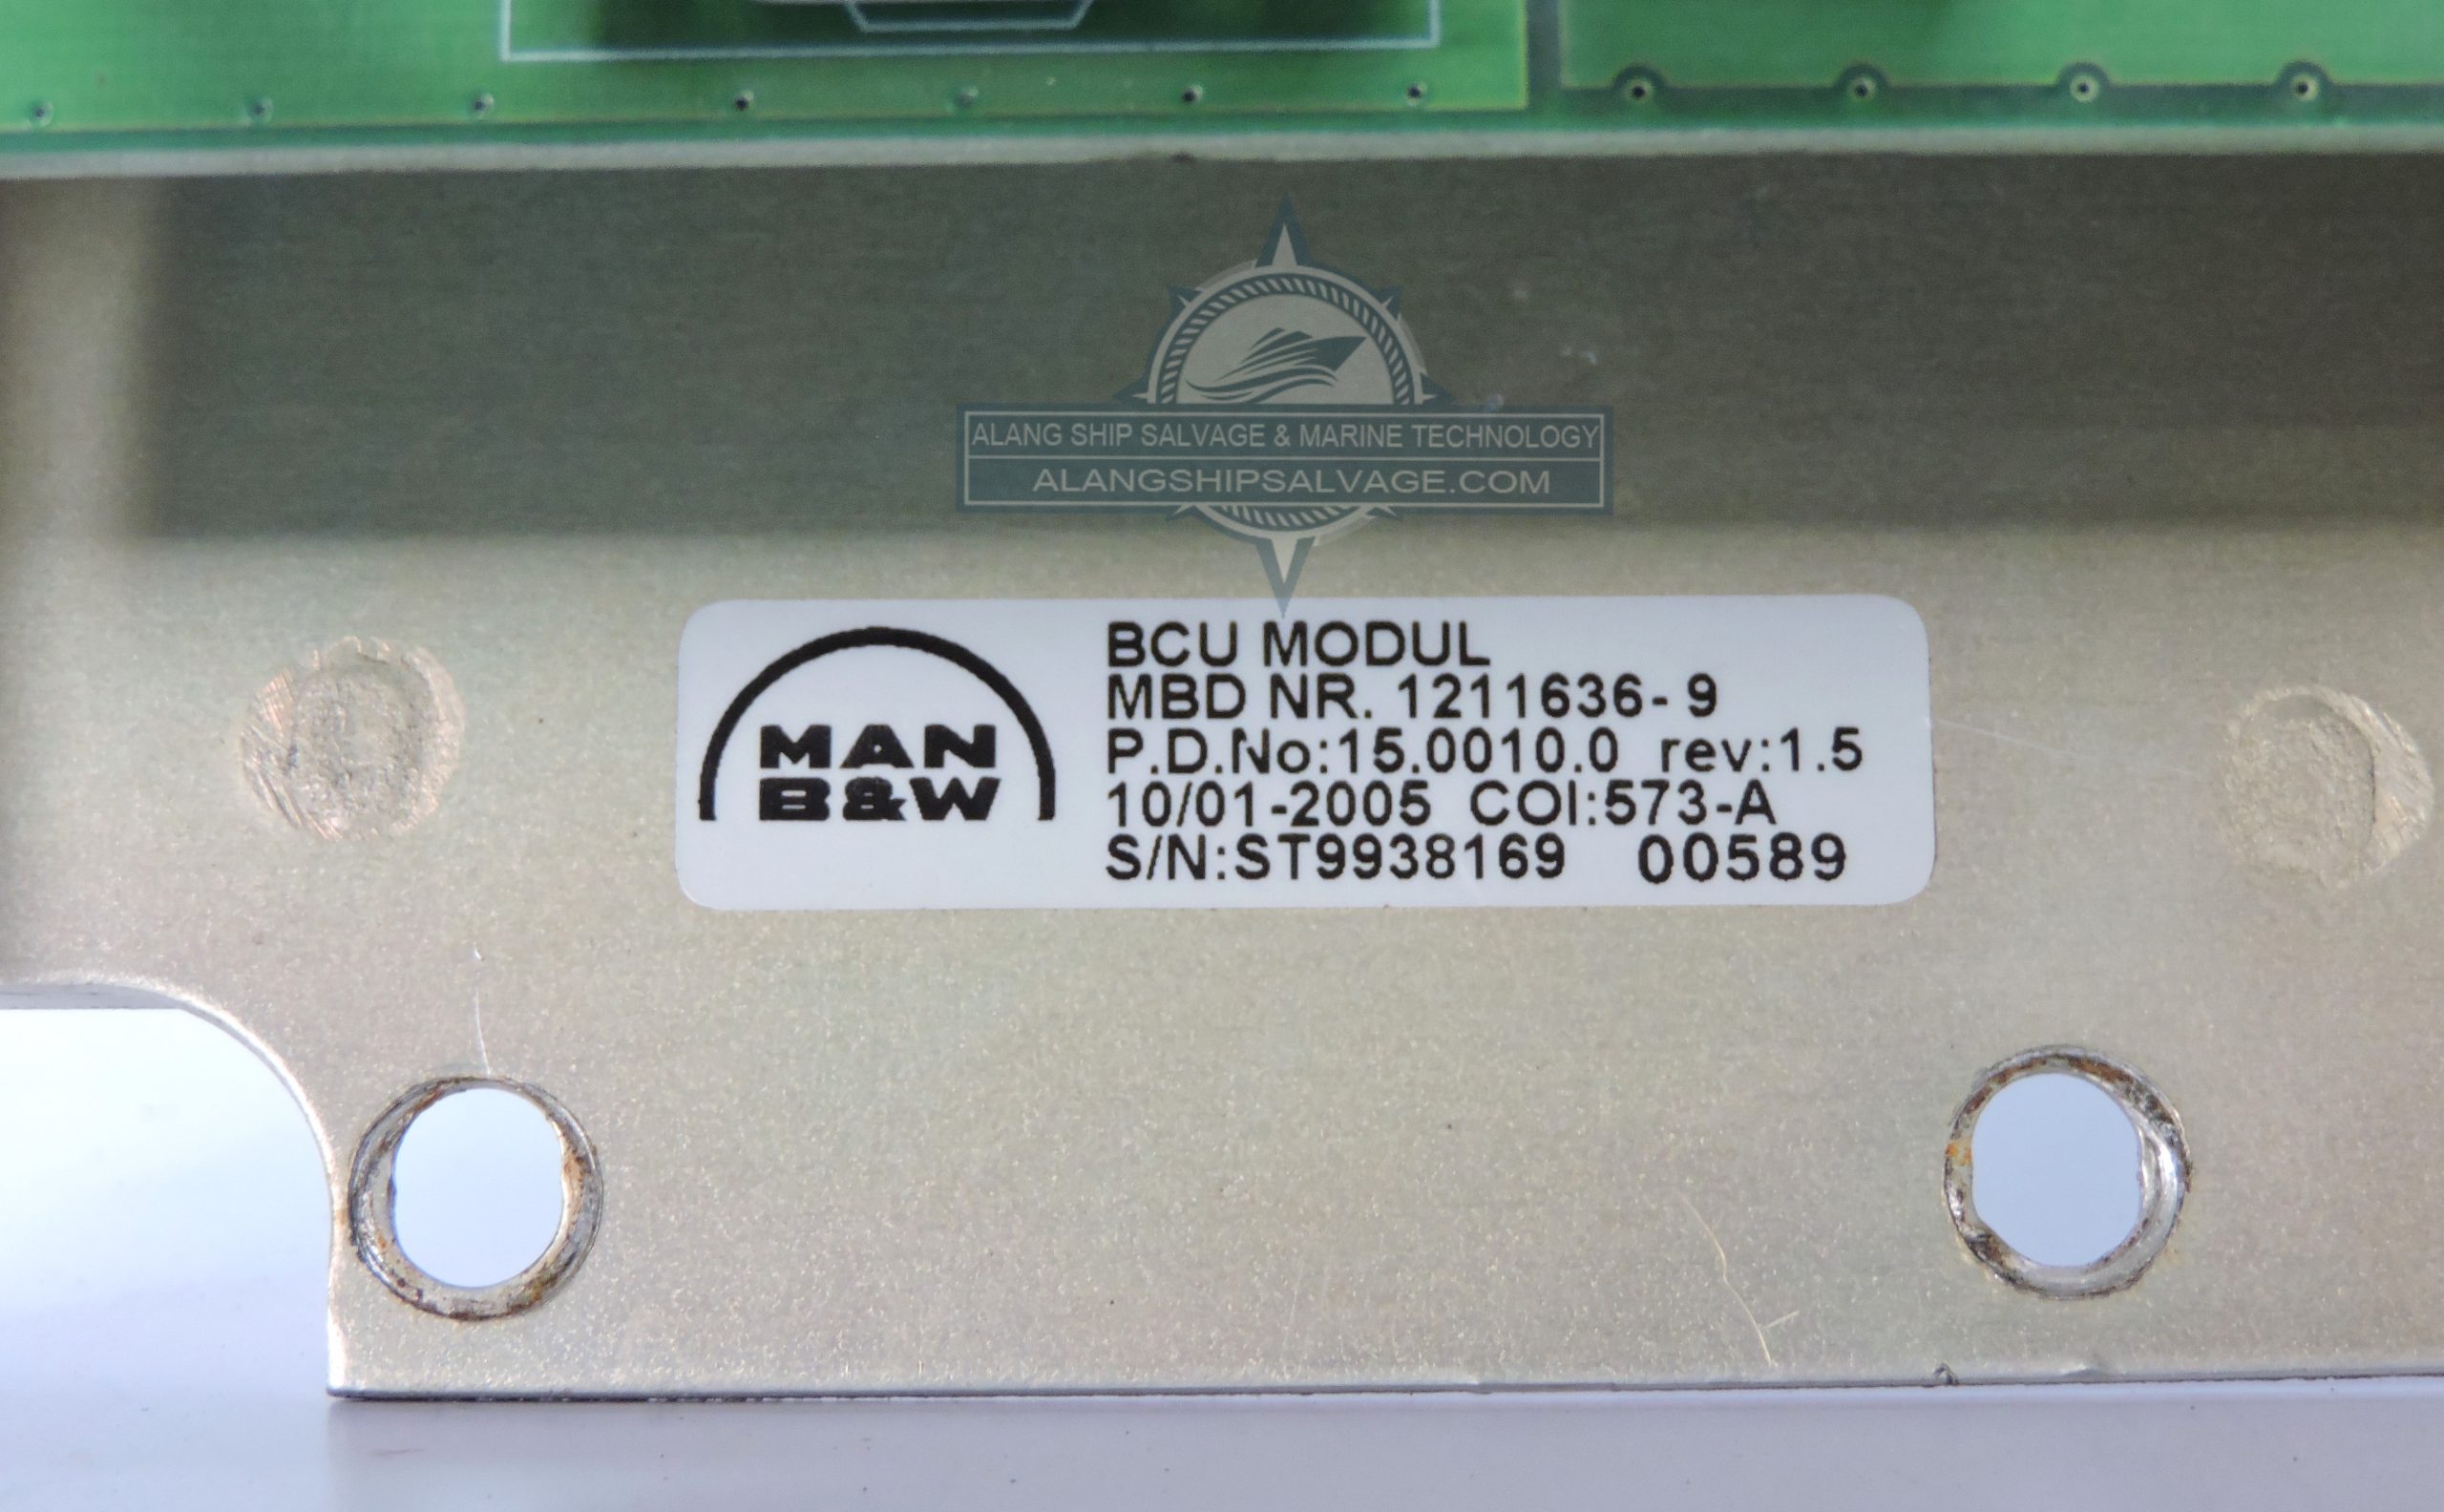 ALANG SHIP SALVAGE & MARINE TECHNOLOGY
ALANGSHIPSALVAGE.COM
MAN
B&W
BCU MODUL
MBD NR. 1211636- 9
P.D.No:15.0010.0 rev:1.5
10/01-2005 COI:573-A
S/N:ST9938169 00589